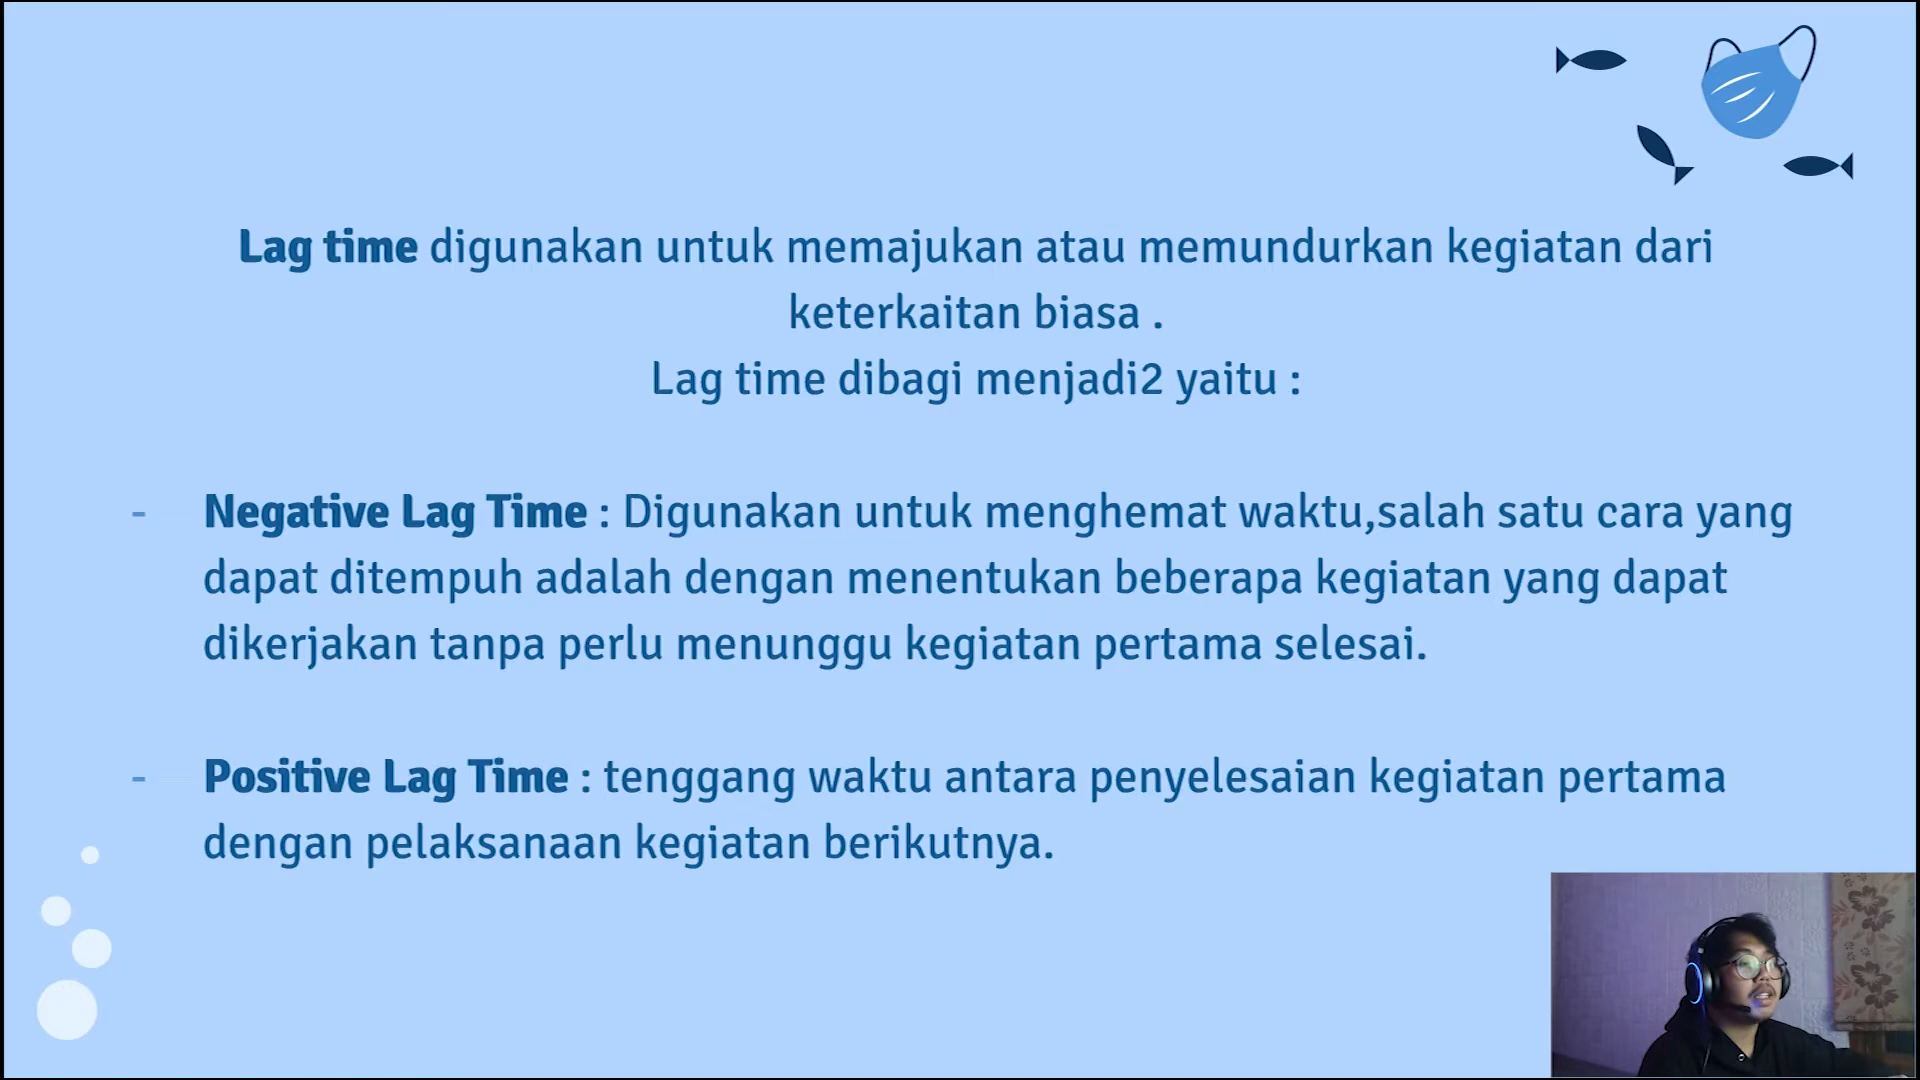 Lag time digunakan untuk memajukan atau memundurkan kegiatan dari
keterkaitan biasa .
Lag time dibagi menjadi2 yaitu :
- Negative Lag Time : Digunakan untuk menghemat waktu,salah satu cara yang
dapat ditempuh adalah dengan menentukan beberapa kegiatan yang dapat
dikerjakan tanpa perlu menunggu kegiatan pertama selesai.
- Positive Lag Time : tenggang waktu antara penyelesaian kegiatan pertama
dengan pelaksanaan kegiatan berikutnya.